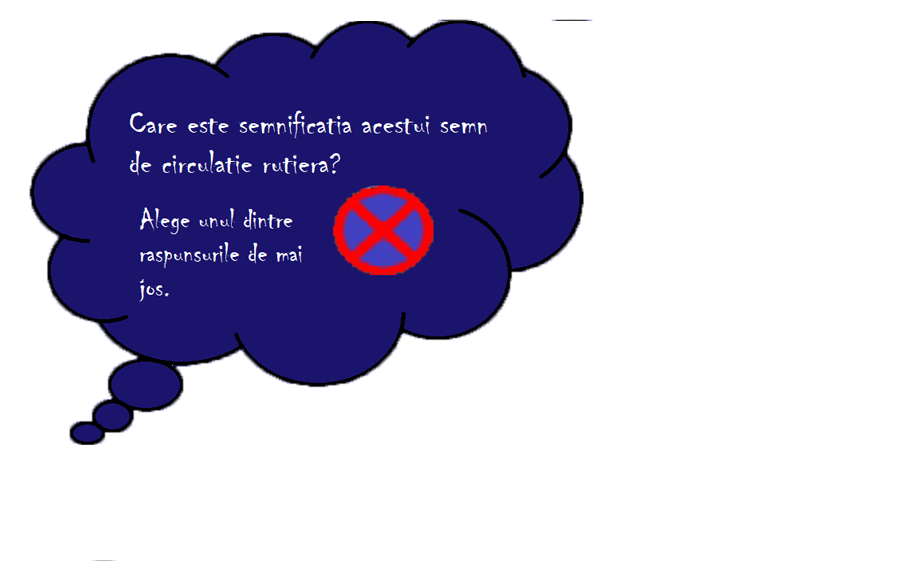 Care este semnificatia acestui semn
de circulatie rutiera?
Alege unul dintre
raspunsurile de mai
jos.